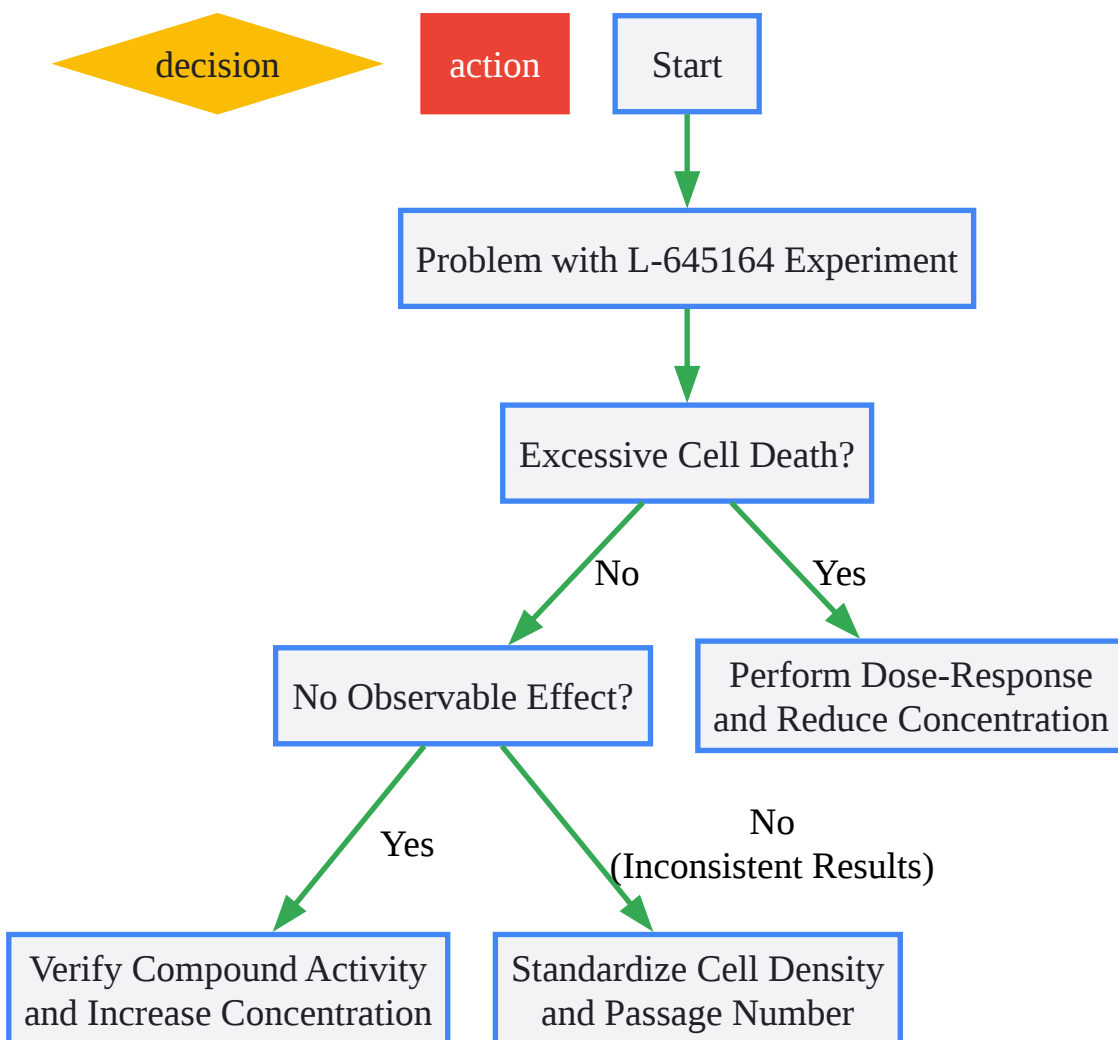 decision
action
Start
Problem with L-645164 Experiment
Excessive Cell Death?
No
Yes
No Observable Effect?
Perform Dose-Response
and Reduce Concentration
Yes
No
(Inconsistent Results)
Verify Compound Activity
and Increase Concentration
Standardize Cell Density
and Passage Number